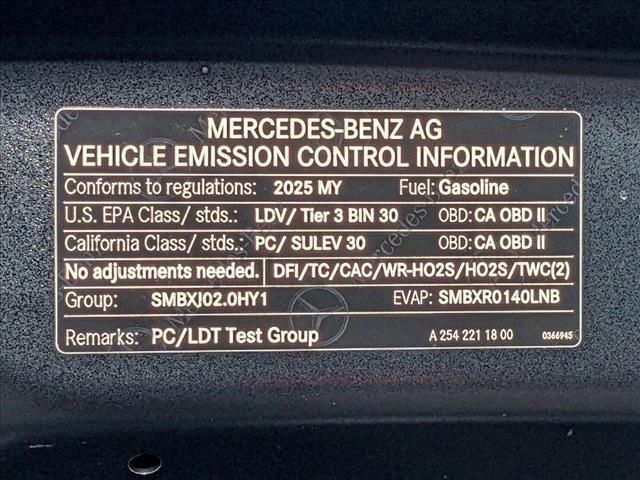 MERCEDES-BENZ AG
VEHICLE EMISSION CONTROL INFORMATION
Conforms to regulations: 2025 MY Fuel: Gasoline
U.S. EPA Class/ stds.: LDV/ Tier 3 BIN 30 OBD: CA OBD II
California Class/ stds.: PC/ SULEV 30 OBD: CA OBD II
No adjustments needed. DFI/TC/CAC/WR-HO2S/HO2S/TWC(2)
Group: SMBXJ02.0HY1 EVAP: SMBXR0140LNB
Remarks: PC/LDT Test Group A 254 221 18 00 0366945